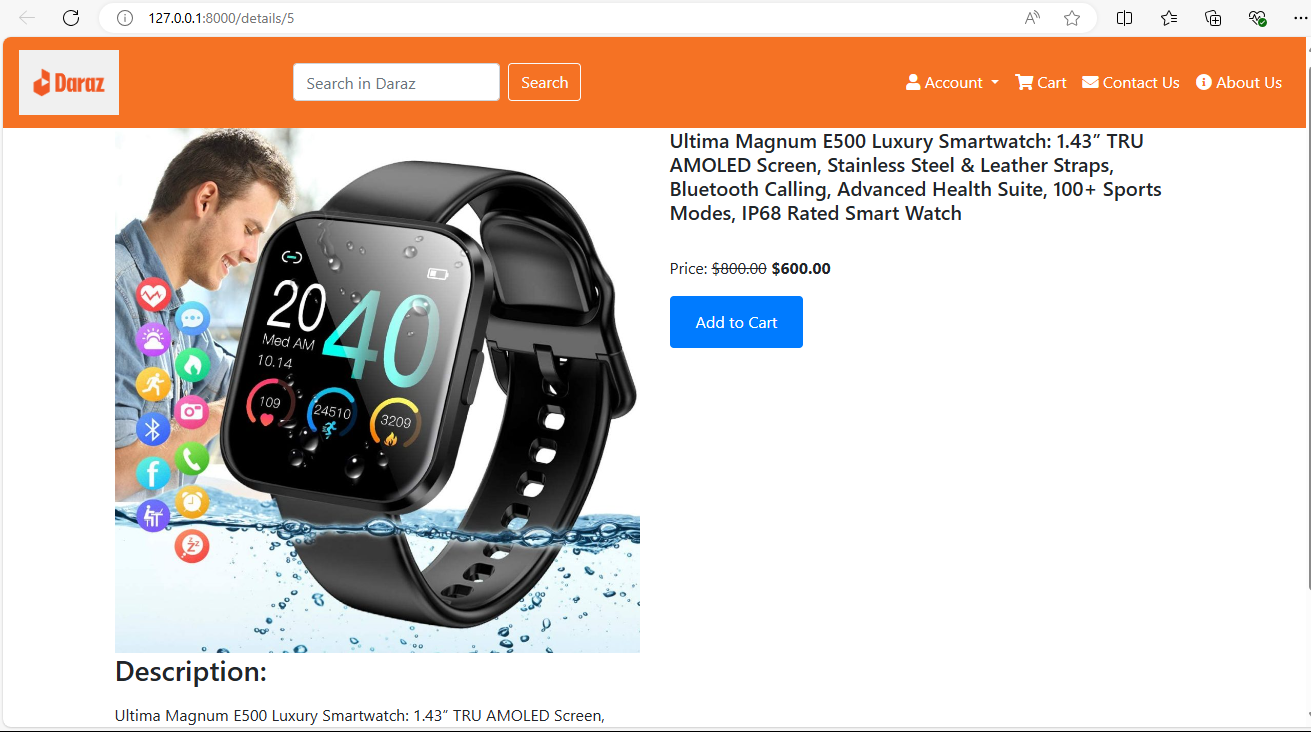 127.0.0.1:8000/details/5
Daraz
Search in Daraz
Search
Account
Cart
Contact Us
About Us
20
40
Med AM
10.14
109
24510
3209
f
zzz
Ultima Magnum E500 Luxury Smartwatch: 1.43” TRU
AMOLED Screen, Stainless Steel & Leather Straps,
Bluetooth Calling, Advanced Health Suite, 100+ Sports
Modes, IP68 Rated Smart Watch
Price: $800.00 $600.00
Add to Cart
Description:
Ultima Magnum E500 Luxury Smartwatch: 1.43” TRU AMOLED Screen,